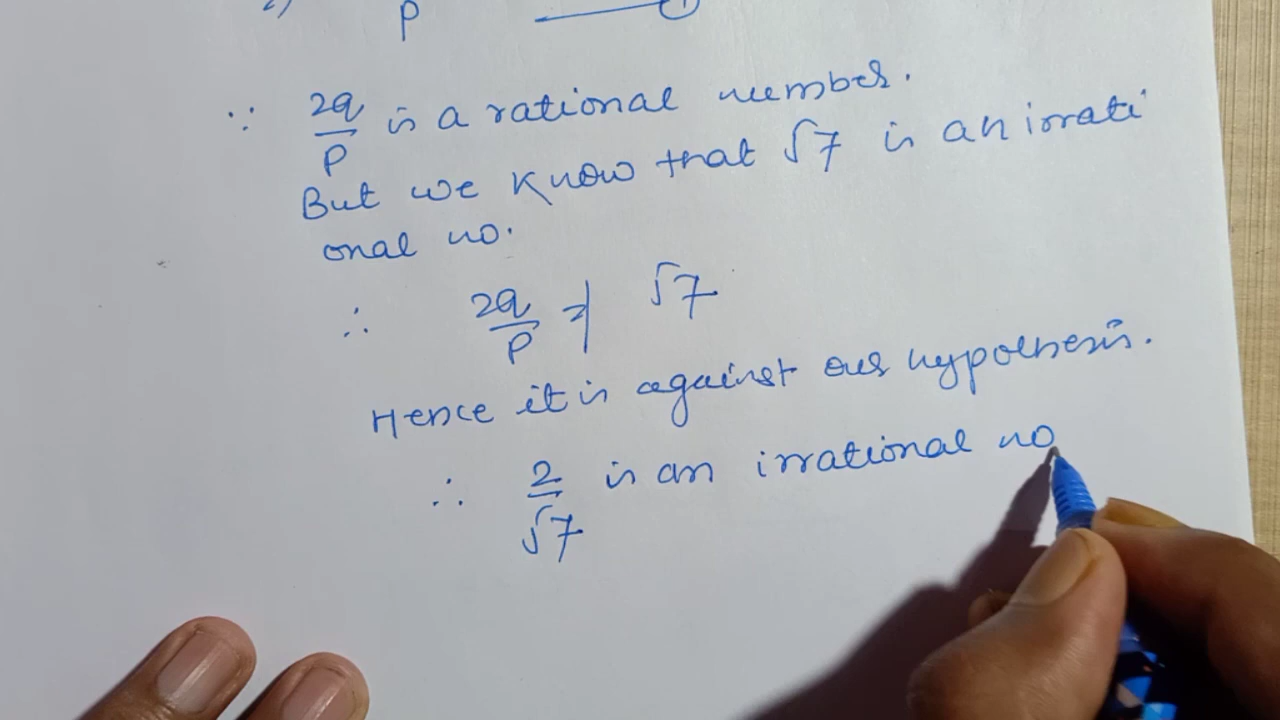 P ①
∵ 2q/P is a rational number.
But we know that √7 is an irrati
onal no.
∴ 2q/P ≠ √7
Hence it is against our hypothesis.
∴ 2/√7 is an irrational no